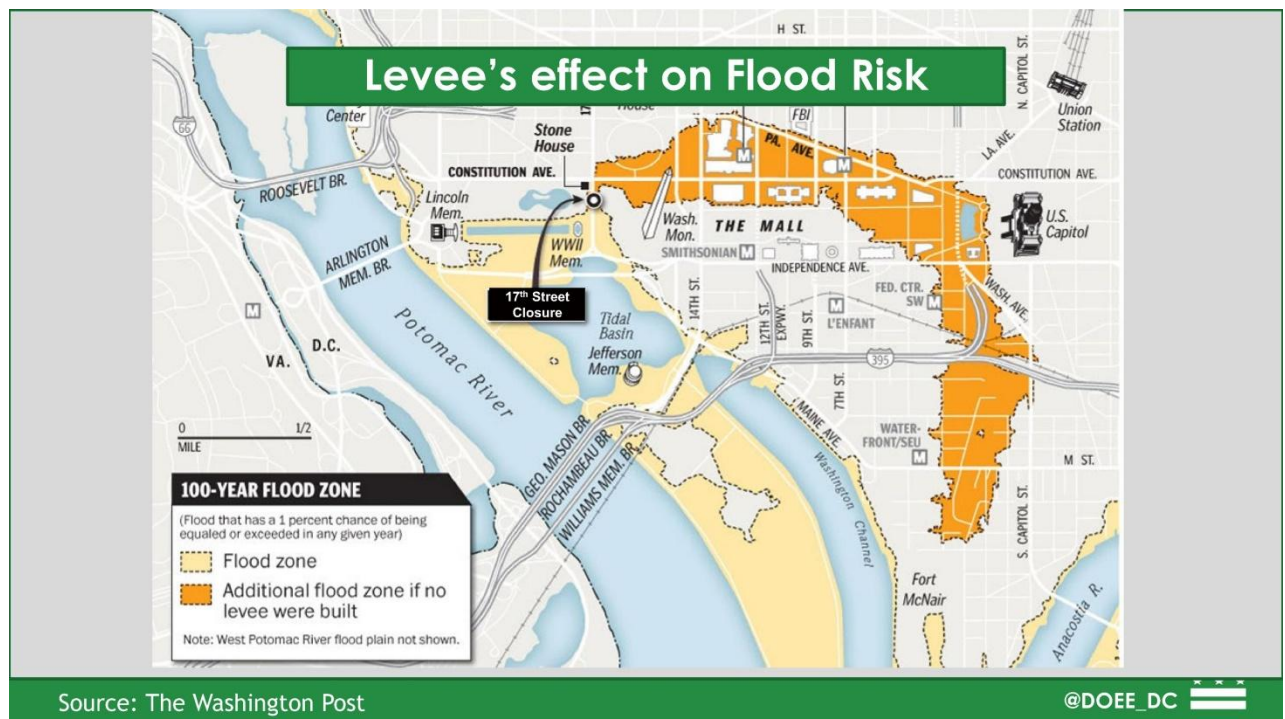 Levee's effect on Flood Risk
H ST.
N. CAPITOL ST.
Union
Station
LA. AVE.
FBI
PA. AVE.
M
M
House
17
Center
66
ROOSEVELT BR.
Stone
House
CONSTITUTION AVE.
CONSTITUTION AVE.
Lincoln
Mem.
WWII
Mem.
Wash.
Mon.
THE MALL
SMITHSONIAN M
INDEPENDENCE AVE.
U.S.
Capitol
ARLINGTON
MEM. BR.
17th Street
Closure
Tidal
Basin
Jefferson
Mem.
14TH ST.
12TH ST.
EXPWY.
9TH ST.
M
L'ENFANT
FED. CTR.
SW M
WASH. AVE.
395
7TH ST.
MAINE AVE.
M
VA.
D.C.
Potomac River
0 1/2
MILE
GEO. MASON BR.
ROCHAMBEAU BR.
WILLIAMS MEM. BR.
Washington Channel
WATER-
FRONT/SEU
M
M ST.
S. CAPITOL ST.
Fort
McNair
Anacostia R.
100-YEAR FLOOD ZONE
(Flood that has a 1 percent chance of being
equaled or exceeded in any given year)
Flood zone
Additional flood zone if no
levee were built
Note: West Potomac River flood plain not shown.
Source: The Washington Post
@DOEE_DC